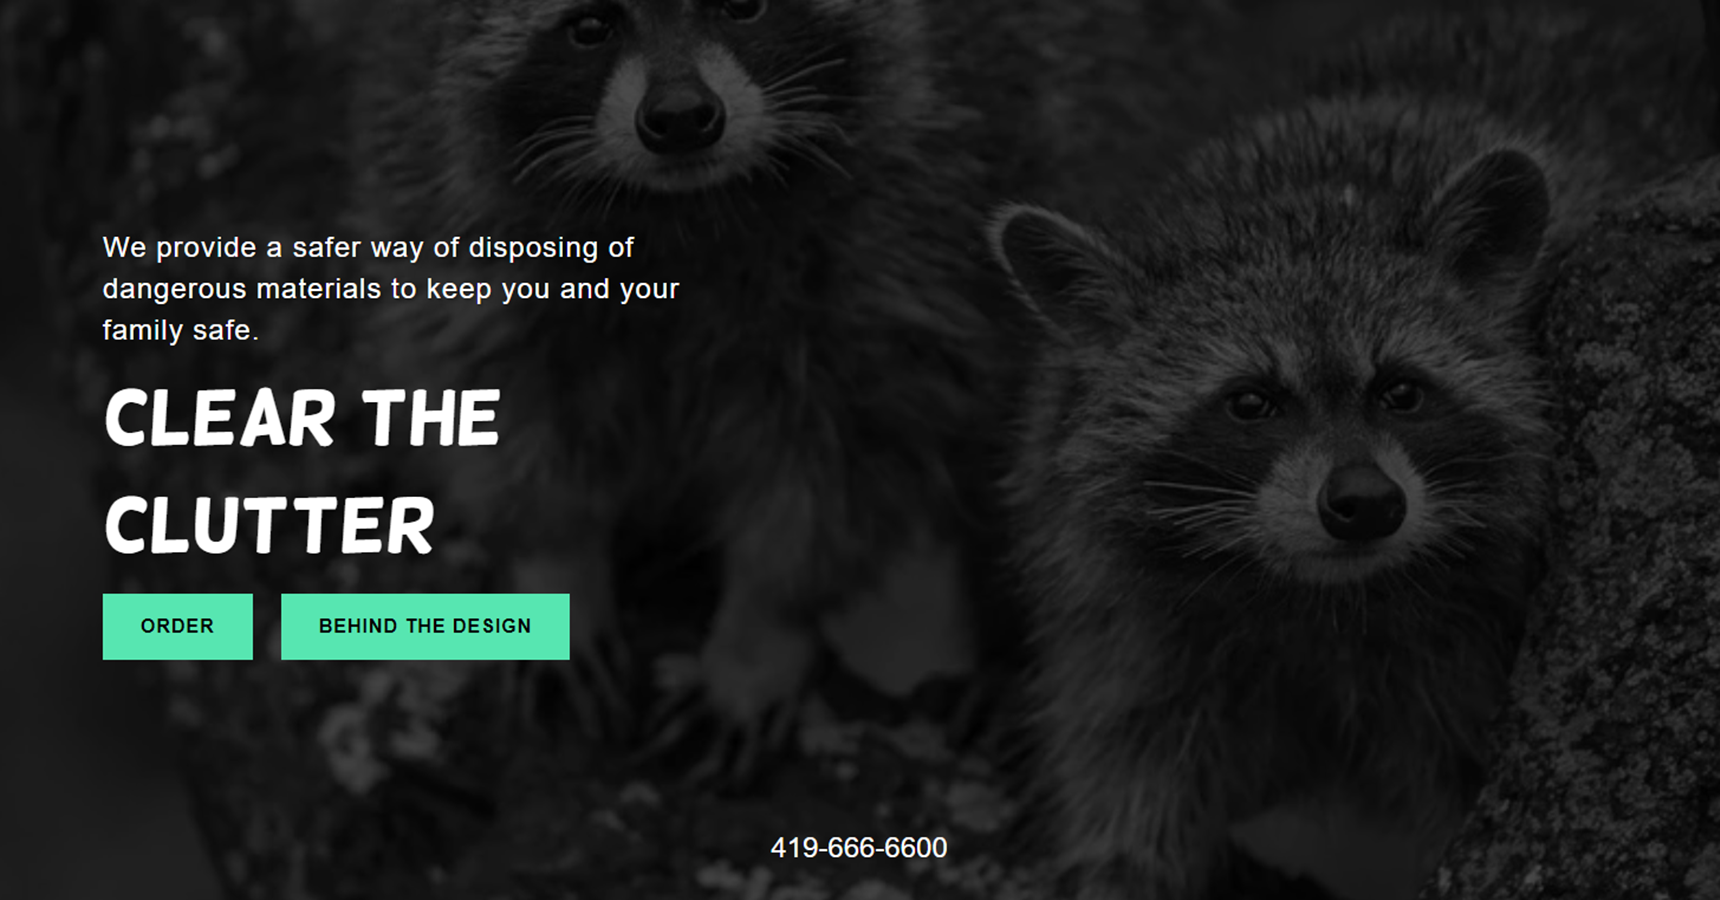 We provide a safer way of disposing of
dangerous materials to keep you and your
family safe.
CLEAR THE
CLUTTER
ORDER
BEHIND THE DESIGN
419-666-6600